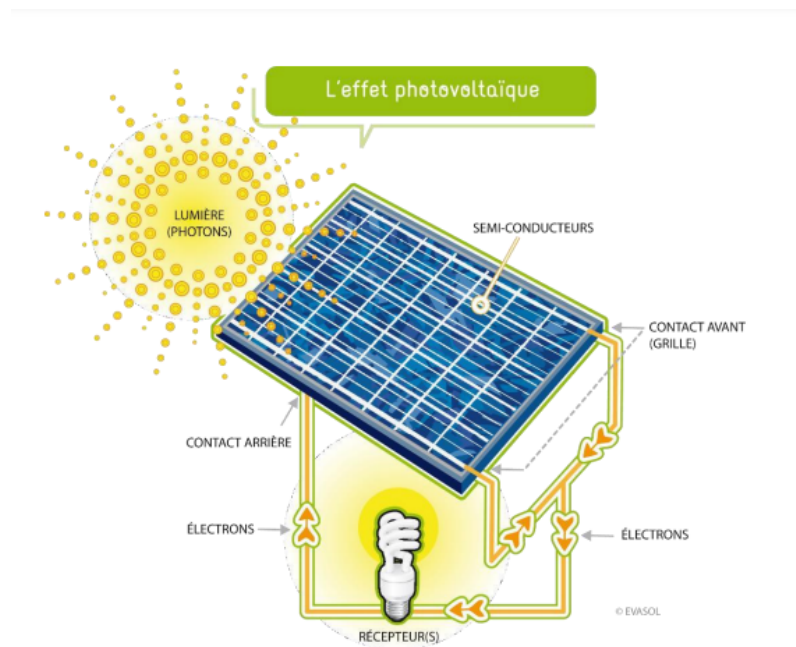 L'effet photovoltaïque
LUMIÈRE
(PHOTONS)
SEMI-CONDUCTEURS
CONTACT AVANT
(GRILLE)
CONTACT ARRIÈRE
ÉLECTRONS
ÉLECTRONS
© EVASOL
RÉCEPTEUR(S)